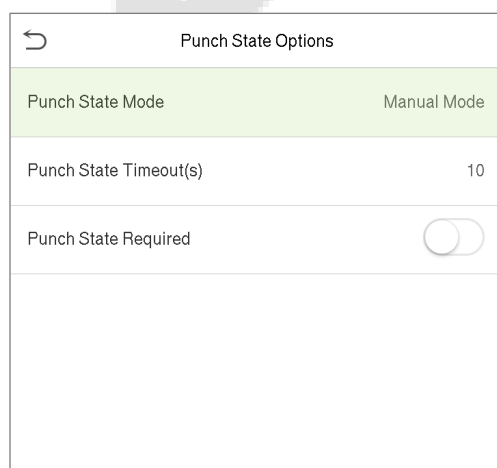 Punch State Options
Punch State Mode Manual Mode
Punch State Timeout(s) 10
Punch State Required